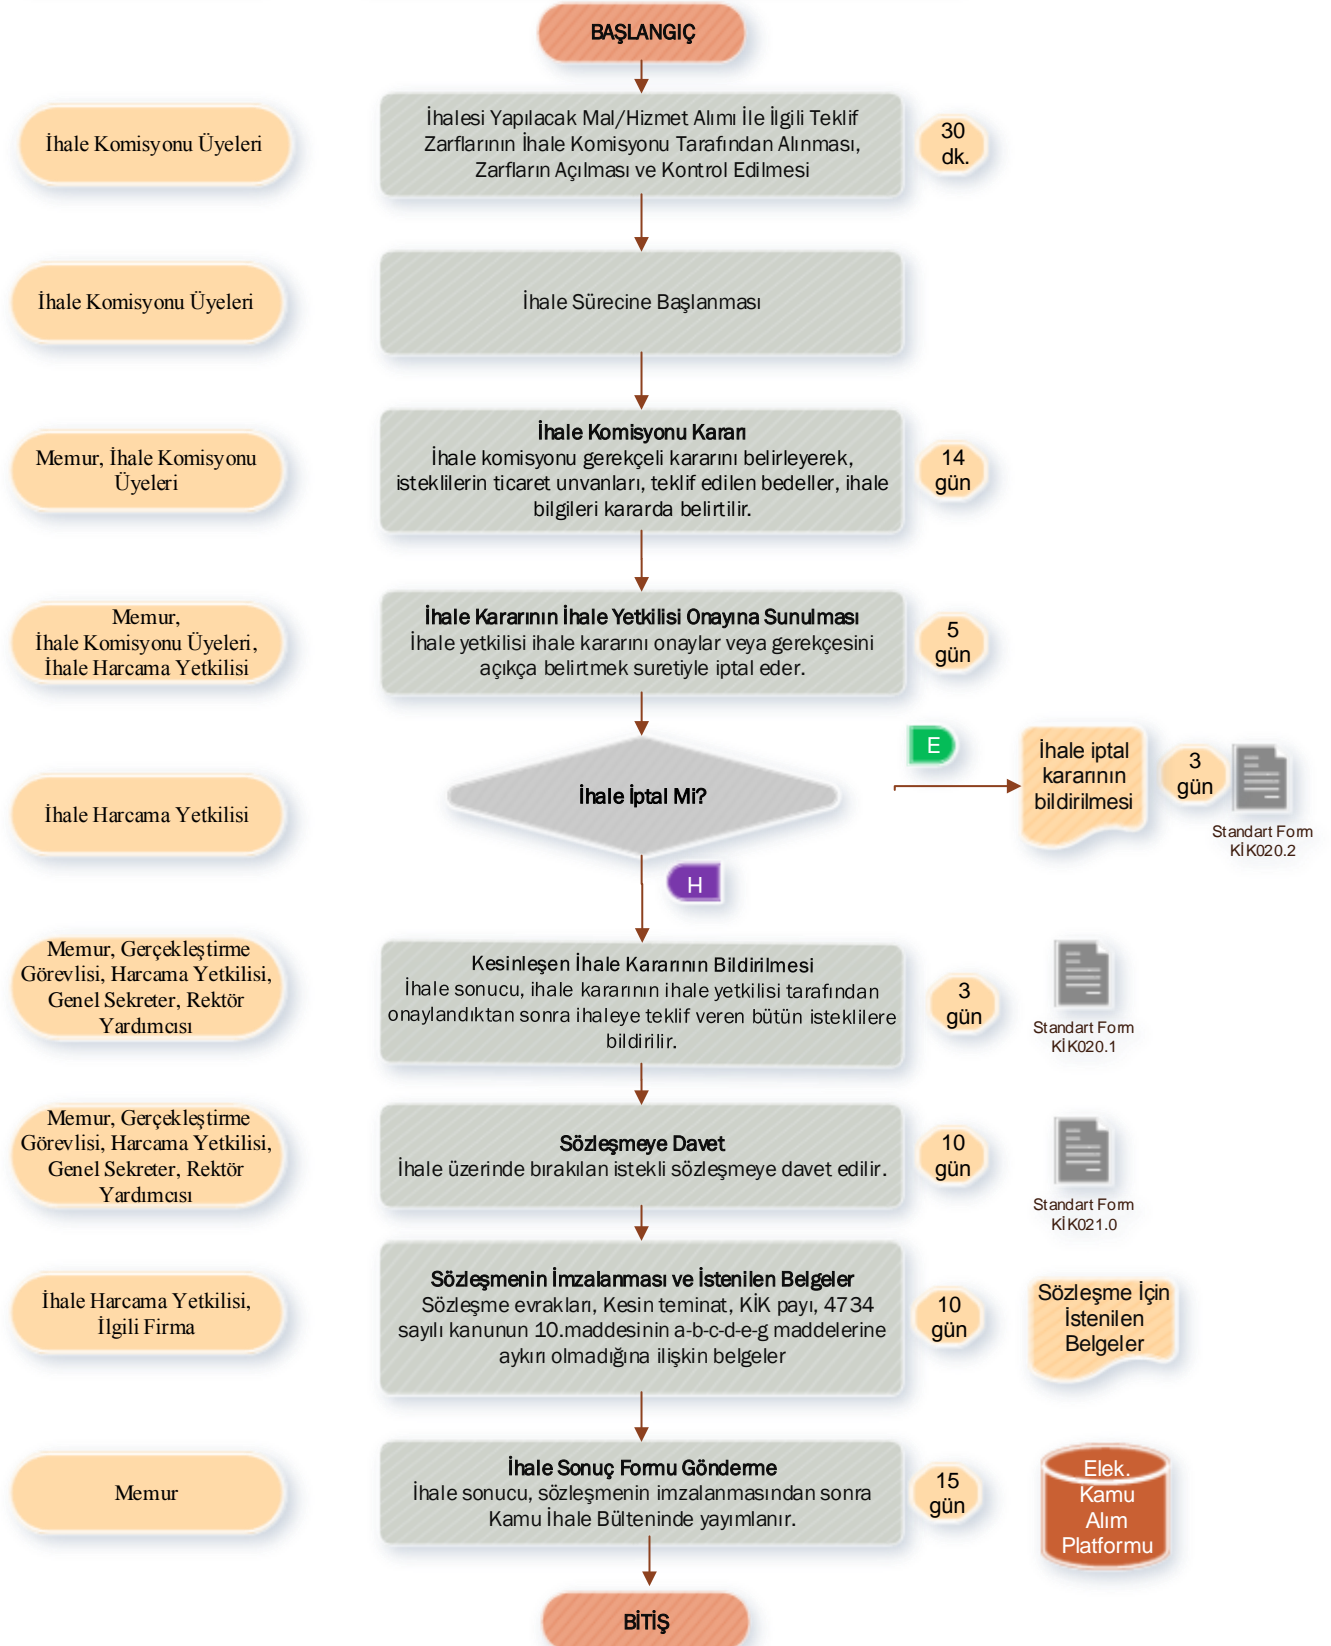 BAŞLANGIÇ
İhale Komisyonu Üyeleri
İhalesi Yapılacak Mal/Hizmet Alımı İle İlgili Teklif
Zarflarının İhale Komisyonu Tarafından Alınması,
Zarfların Açılması ve Kontrol Edilmesi
30
dk.
İhale Komisyonu Üyeleri
İhale Sürecine Başlanması
Memur, İhale Komisyonu
Üyeleri
İhale Komisyonu Kararı
İhale komisyonu gerekçeli kararını belirleyerek,
isteklilerin ticaret unvanları, teklif edilen bedeller, ihale
bilgileri kararda belirtilir.
14
gün
Memur,
İhale Komisyonu Üyeleri,
İhale Harcama Yetkilisi
İhale Kararının İhale Yetkilisi Onayına Sunulması
İhale yetkilisi ihale kararını onaylar veya gerekçesini
açıkça belirtmek suretiyle iptal eder.
5
gün
İhale Harcama Yetkilisi
İhale İptal Mi?
E
İhale iptal
kararının
bildirilmesi
3
gün
Standart Form
KİK020.2
H
Memur, Gerçekleştirme
Görevlisi, Harcama Yetkilisi,
Genel Sekreter, Rektör
Yardımcısı
Kesinleşen İhale Kararının Bildirilmesi
İhale sonucu, ihale kararının ihale yetkilisi tarafından
onaylandıktan sonra ihaleye teklif veren bütün isteklilere
bildirilir.
3
gün
Standart Form
KİK020.1
Memur, Gerçekleştirme
Görevlisi, Harcama Yetkilisi,
Genel Sekreter, Rektör
Yardımcısı
Sözleşmeye Davet
İhale üzerinde bırakılan istekli sözleşmeye davet edilir.
10
gün
Standart Form
KİK021.0
İhale Harcama Yetkilisi,
İlgili Firma
Sözleşmenin İmzalanması ve İstenilen Belgeler
Sözleşme evrakları, Kesin teminat, KİK payı, 4734
sayılı kanunun 10.maddesinin a-b-c-d-e-g maddelerine
aykırı olmadığına ilişkin belgeler
10
gün
Sözleşme İçin
İstenilen
Belgeler
Memur
İhale Sonuç Formu Gönderme
İhale sonucu, sözleşmenin imzalanmasından sonra
Kamu İhale Bülteninde yayımlanır.
15
gün
Elek.
Kamu
Alım
Platformu
BİTİŞ